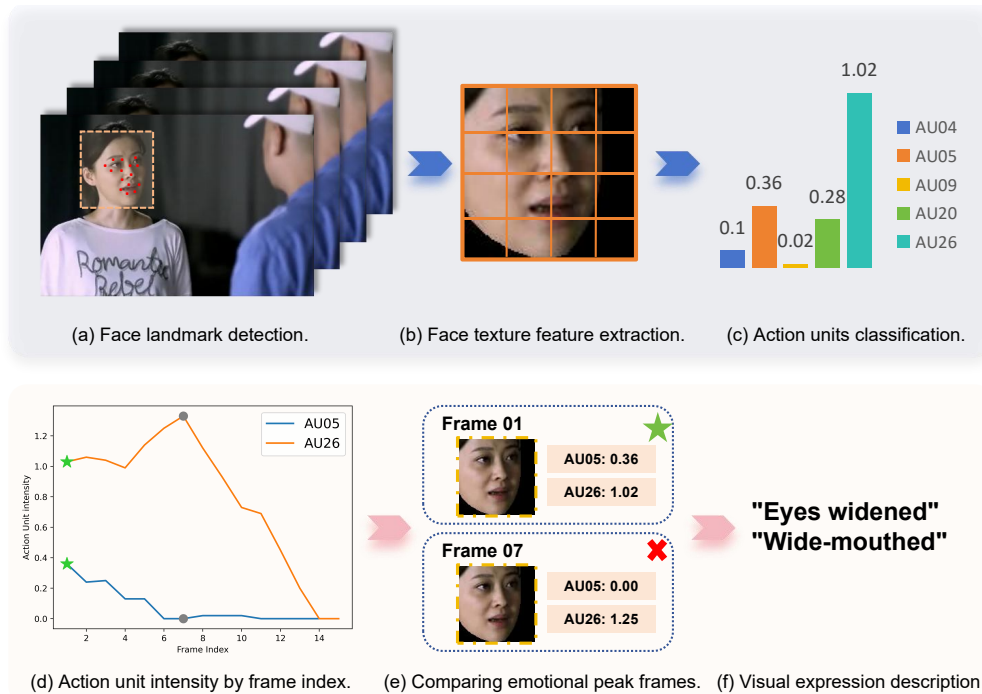 Romantic
Rebel
0.1
0.36
0.02
0.28
1.02
AU04
AU05
AU09
AU20
AU26
(a) Face landmark detection.
(b) Face texture feature extraction.
(c) Action units classification.
Action Unit intensity
1.2
1.0
0.8
0.6
0.4
0.2
0.0
2 4 6 8 10 12 14
Frame Index
AU05
AU26
Frame 01
AU05: 0.36
AU26: 1.02
Frame 07
AU05: 0.00
AU26: 1.25
"Eyes widened"
"Wide-mouthed"
(d) Action unit intensity by frame index.
(e) Comparing emotional peak frames.
(f) Visual expression description